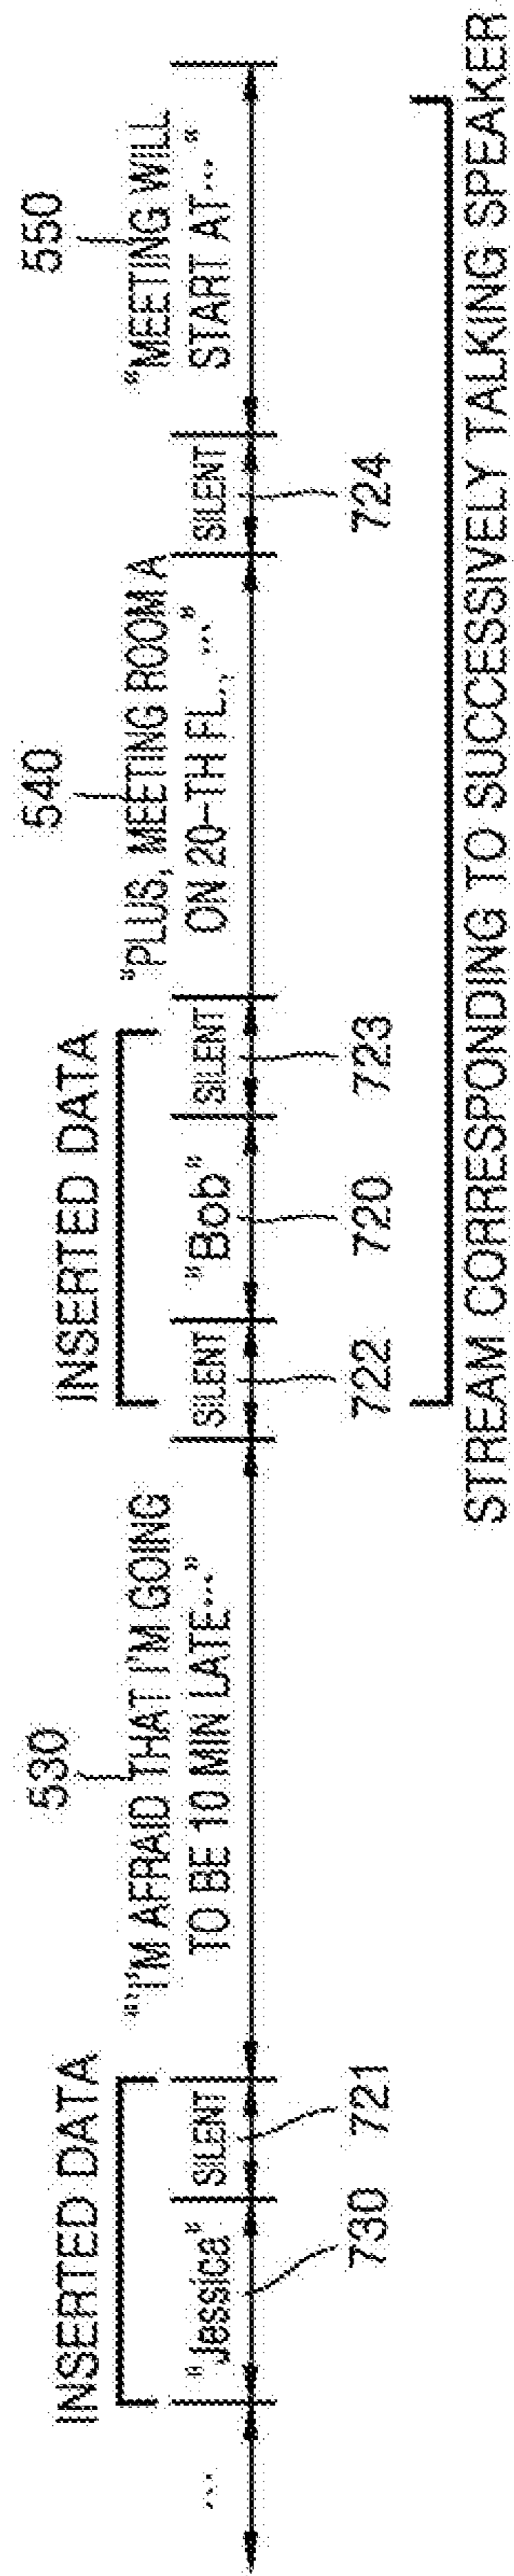 ...
INSERTED DATA
"Jessica"
730
SILENT
721
530
"I'M AFRAID THAT I'M GOING
TO BE 10 MIN LATE..."
INSERTED DATA
SILENT
722
"Bob"
720
SILENT
723
540
"PLUS, MEETING ROOM A
ON 20-TH FL., ..."
SILENT
724
550
"MEETING WILL
START AT..."
STREAM CORRESPONDING TO SUCCESSIVELY TALKING SPEAKER